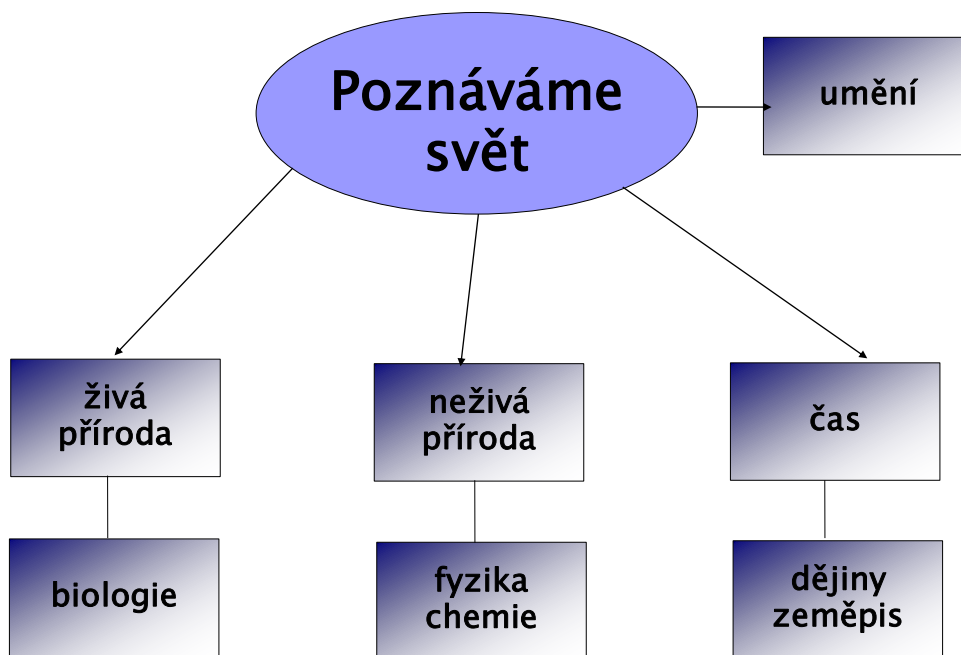 Poznáváme
svět
umění
živá
příroda
neživá
příroda
čas
biologie
fyzika
chemie
dějiny
zeměpis